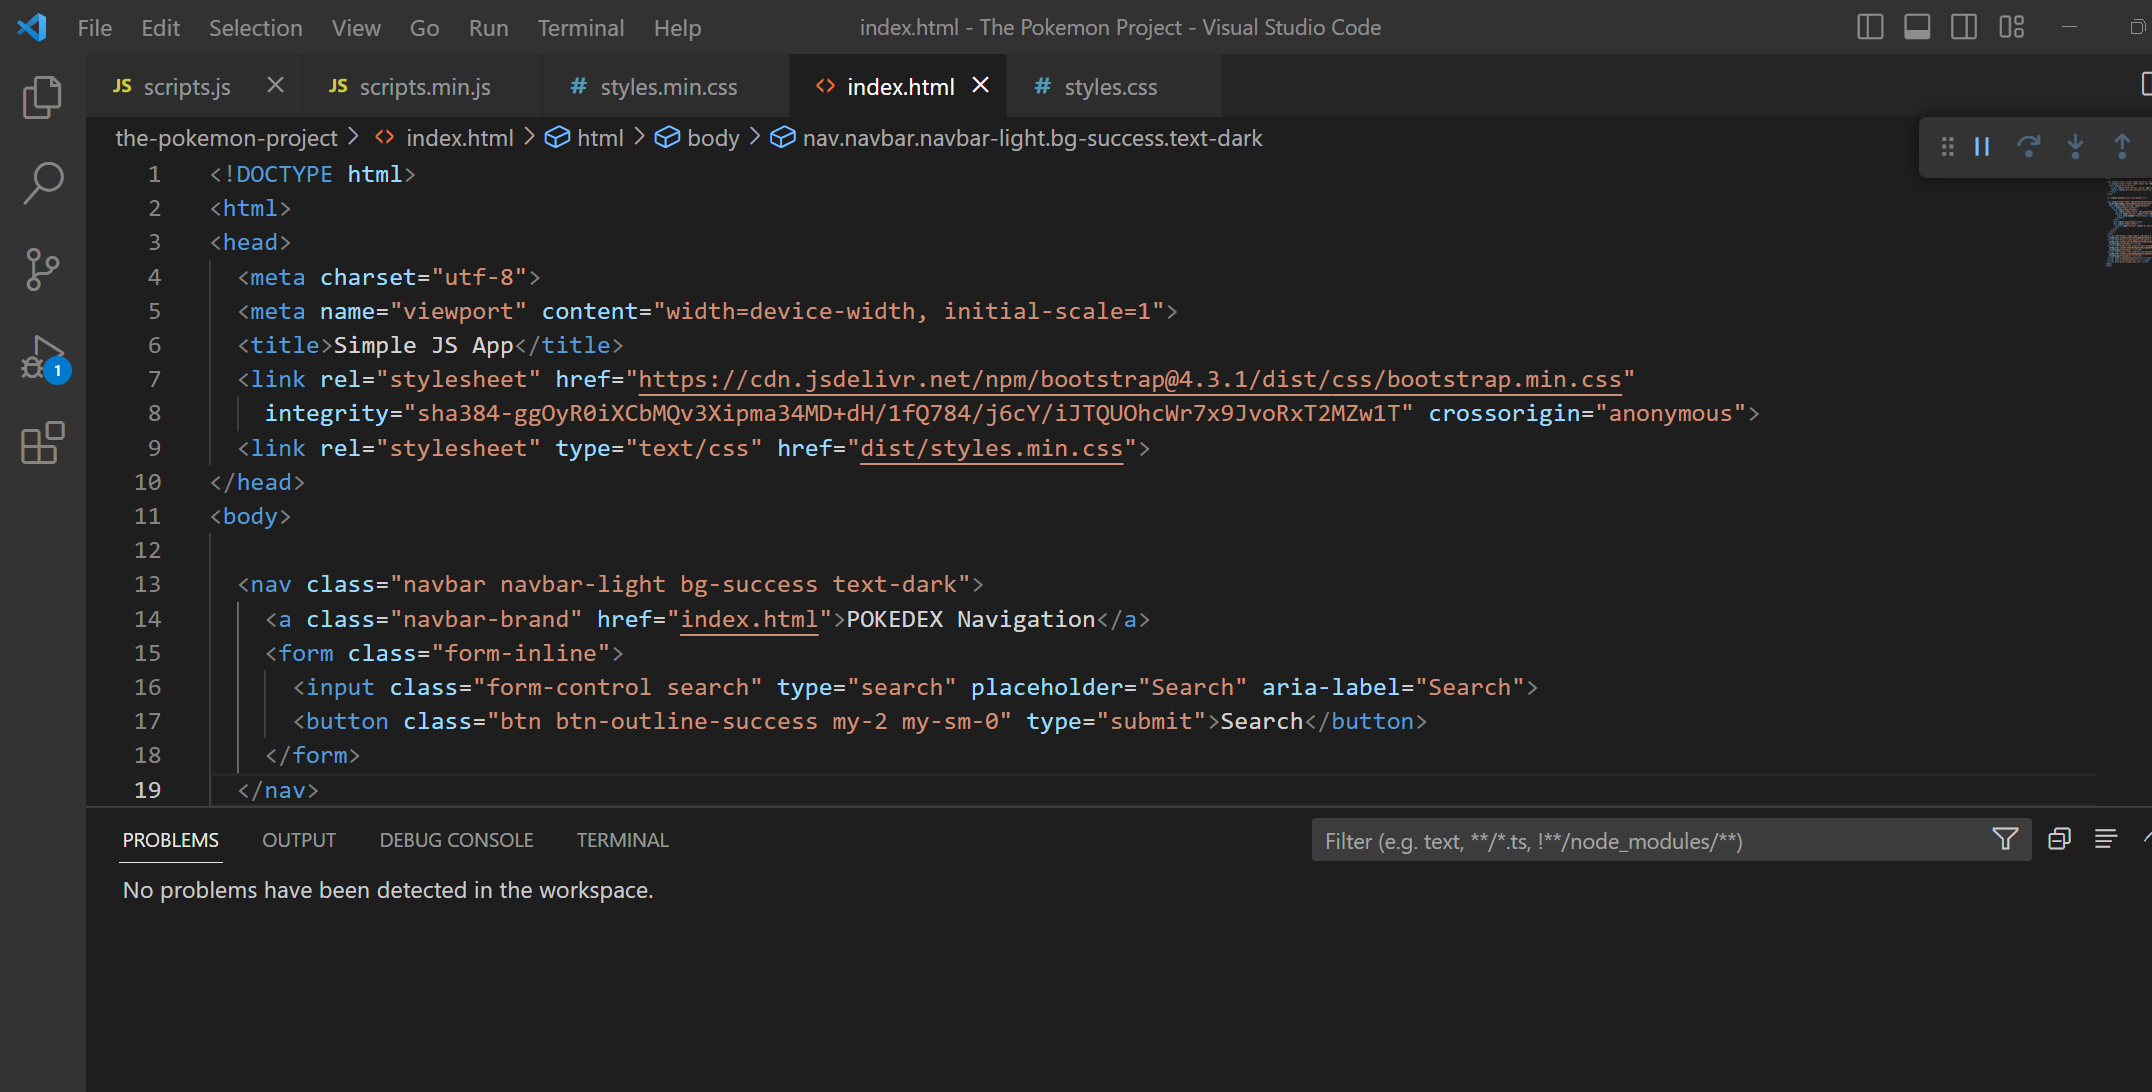 File Edit Selection View Go Run Terminal Help index.html - The Pokemon Project - Visual Studio Code
JS scripts.js JS scripts.min.js # styles.min.css <> index.html # styles.css
the-pokemon-project > <> index.html > html > body > nav.navbar.navbar-light.bg-success.text-dark
1 <!DOCTYPE html>
2 <html>
3 <head>
4 <meta charset="utf-8">
5 <meta name="viewport" content="width=device-width, initial-scale=1">
6 <title>Simple JS App</title>
1
7 <link rel="stylesheet" href="https://cdn.jsdelivr.net/npm/bootstrap@4.3.1/dist/css/bootstrap.min.css"
8 integrity="sha384-ggOyR0iXCbMQv3Xipma34MD+dH/1fQ784/j6cY/iJTQUOhcWr7x9JvoRxT2MZw1T" crossorigin="anonymous">
9 <link rel="stylesheet" type="text/css" href="dist/styles.min.css">
10 </head>
11 <body>
12
13 <nav class="navbar navbar-light bg-success text-dark">
14 <a class="navbar-brand" href="index.html">POKEDEX Navigation</a>
15 <form class="form-inline">
16 <input class="form-control search" type="search" placeholder="Search" aria-label="Search">
17 <button class="btn btn-outline-success my-2 my-sm-0" type="submit">Search</button>
18 </form>
19 </nav>
PROBLEMS OUTPUT DEBUG CONSOLE TERMINAL Filter (e.g. text, **/*.ts, !**/node_modules/**)
No problems have been detected in the workspace.